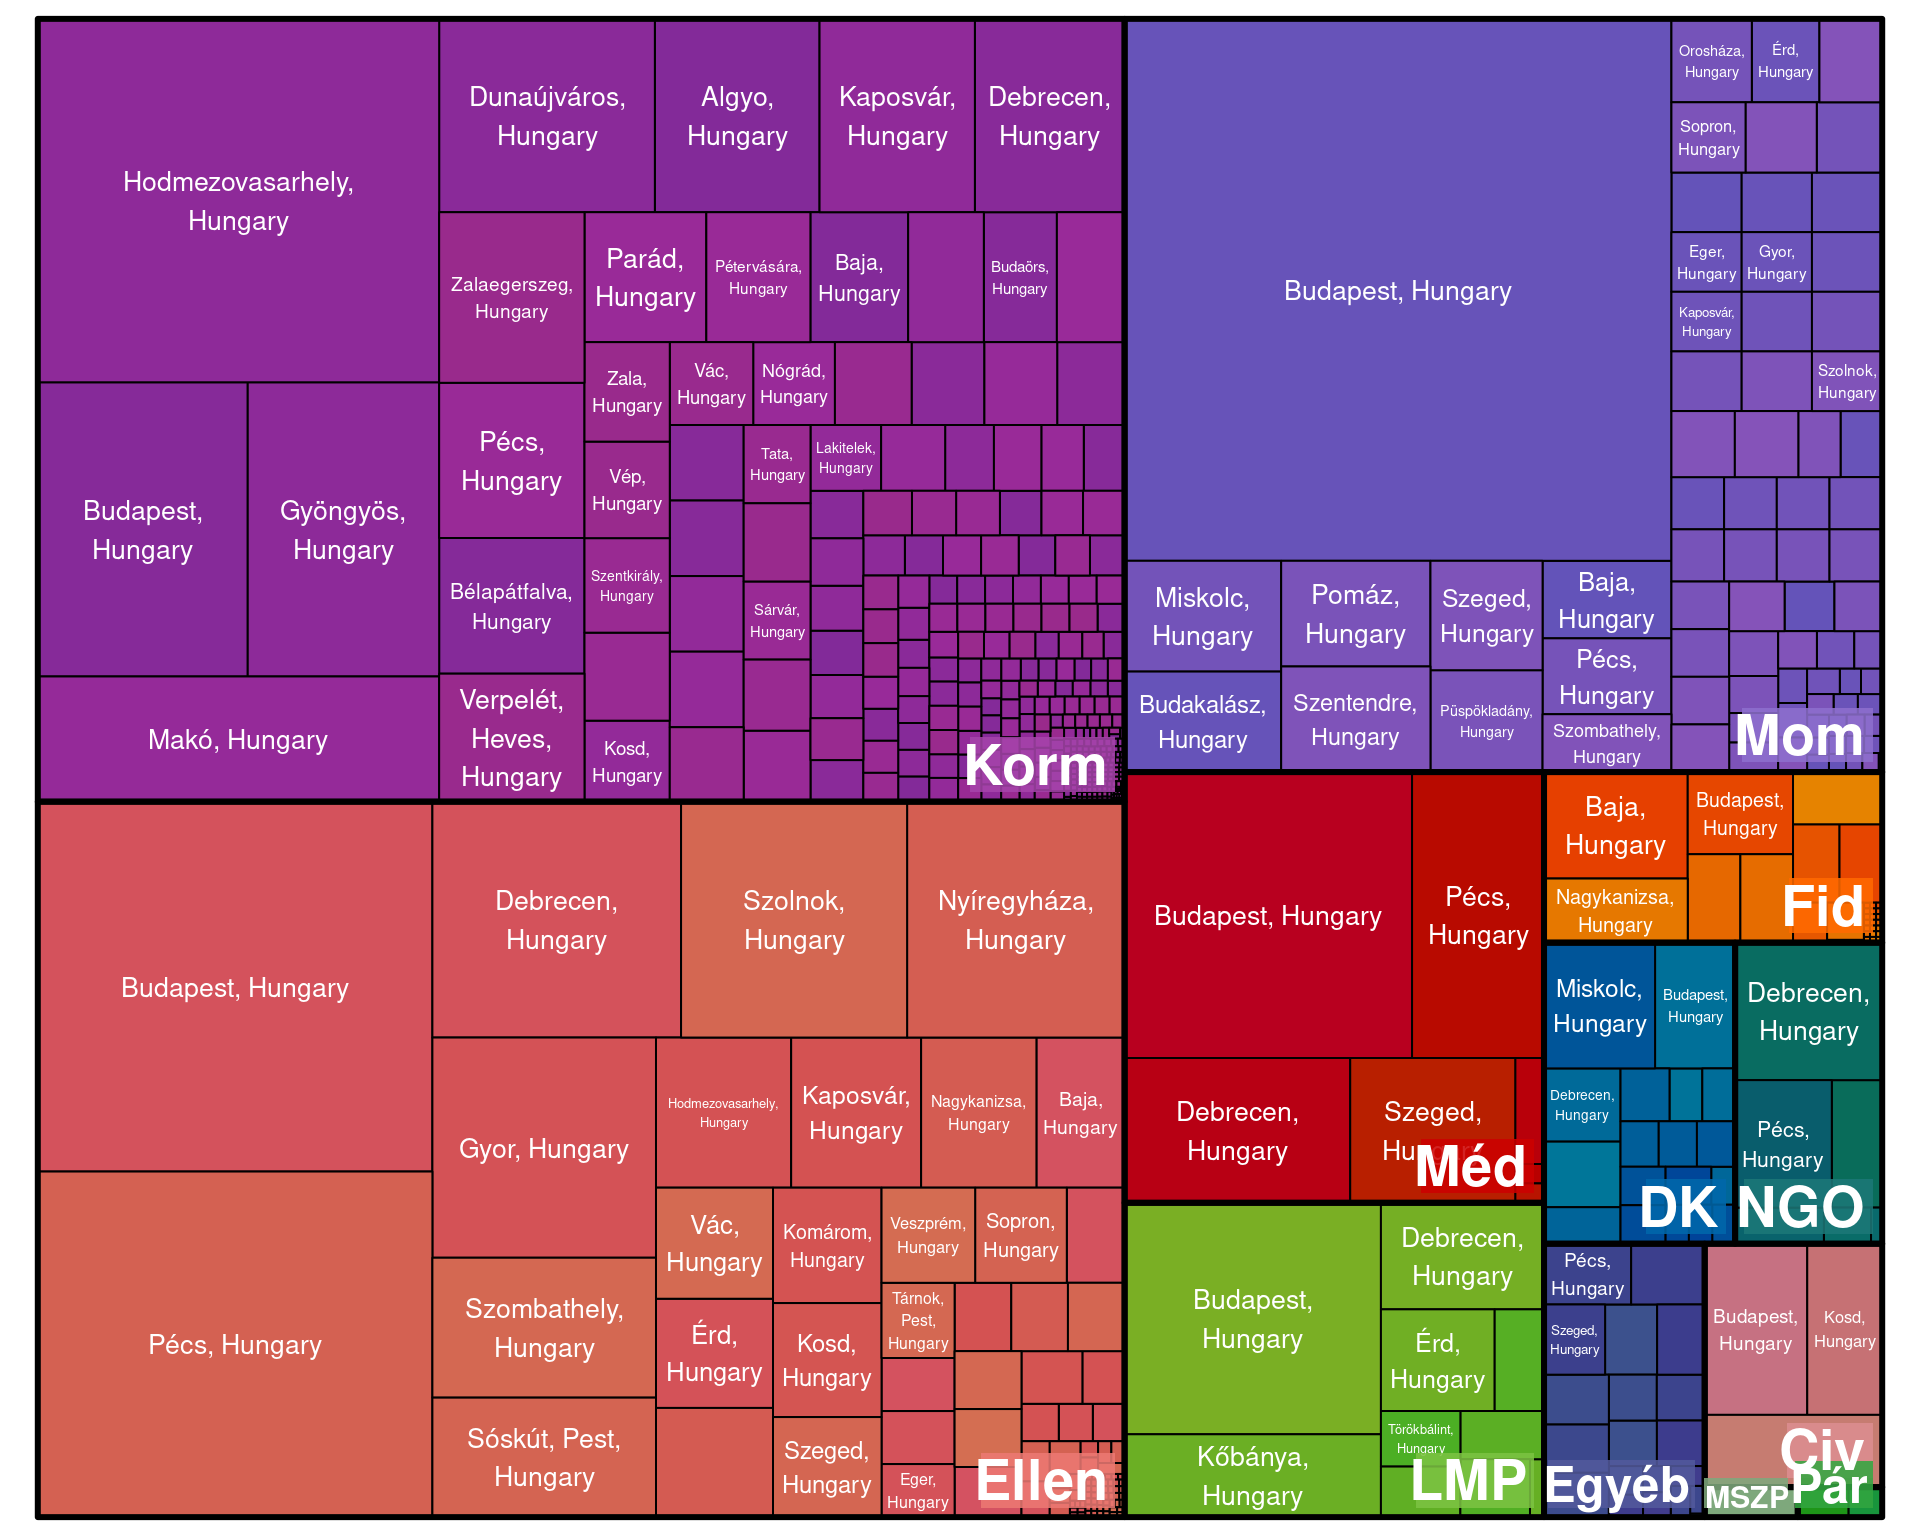 Hodmezovasarhely,
Hungary
Dunaújváros,
Hungary
Algyo,
Hungary
Kaposvár,
Hungary
Debrecen,
Hungary
Zalaegerszeg,
Hungary
Parád,
Hungary
Pétervására,
Hungary
Baja,
Hungary
Budaörs,
Hungary
Zala,
Hungary
Vác,
Hungary
Nógrád,
Hungary
Budapest,
Hungary
Gyöngyös,
Hungary
Pécs,
Hungary
Vép,
Hungary
Tata,
Hungary
Lakitelek,
Hungary
Bélapátfalva,
Hungary
Szentkirály,
Hungary
Sárvár,
Hungary
Makó, Hungary
Verpelét,
Heves,
Hungary
Kosd,
Hungary
Korm
Budapest, Hungary
Orosháza,
Hungary
Érd,
Hungary
Sopron,
Hungary
Eger,
Hungary
Gyor,
Hungary
Kaposvár,
Hungary
Szolnok,
Hungary
Miskolc,
Hungary
Pomáz,
Hungary
Szeged,
Hungary
Baja,
Hungary
Budakalász,
Hungary
Szentendre,
Hungary
Püspökladány,
Hungary
Pécs,
Hungary
Szombathely,
Hungary
Mom
Budapest, Hungary
Debrecen,
Hungary
Szolnok,
Hungary
Nyíregyháza,
Hungary
Pécs, Hungary
Gyor, Hungary
Hodmezovasarhely,
Hungary
Kaposvár,
Hungary
Nagykanizsa,
Hungary
Baja,
Hungary
Szombathely,
Hungary
Vác,
Hungary
Komárom,
Hungary
Veszprém,
Hungary
Sopron,
Hungary
Érd,
Hungary
Kosd,
Hungary
Tárnok,
Pest,
Hungary
Sóskút, Pest,
Hungary
Szeged,
Hungary
Eger,
Hungary
Ellen
Budapest, Hungary
Pécs,
Hungary
Debrecen,
Hungary
Szeged,
Hu
Méd
Baja,
Hungary
Budapest,
Hungary
Nagykanizsa,
Hungary
Fid
Miskolc,
Hungary
Budapest,
Hungary
Debrecen,
Hungary
DK
Debrecen,
Hungary
Pécs,
Hungary
NGO
Budapest,
Hungary
Debrecen,
Hungary
Érd,
Hungary
Kőbánya,
Hungary
Törökbálint,
Hungary
LMP
Pécs,
Hungary
Szeged,
Hungary
Egyéb
Budapest,
Hungary
Kosd,
Hungary
Civ
MSZP
Pár